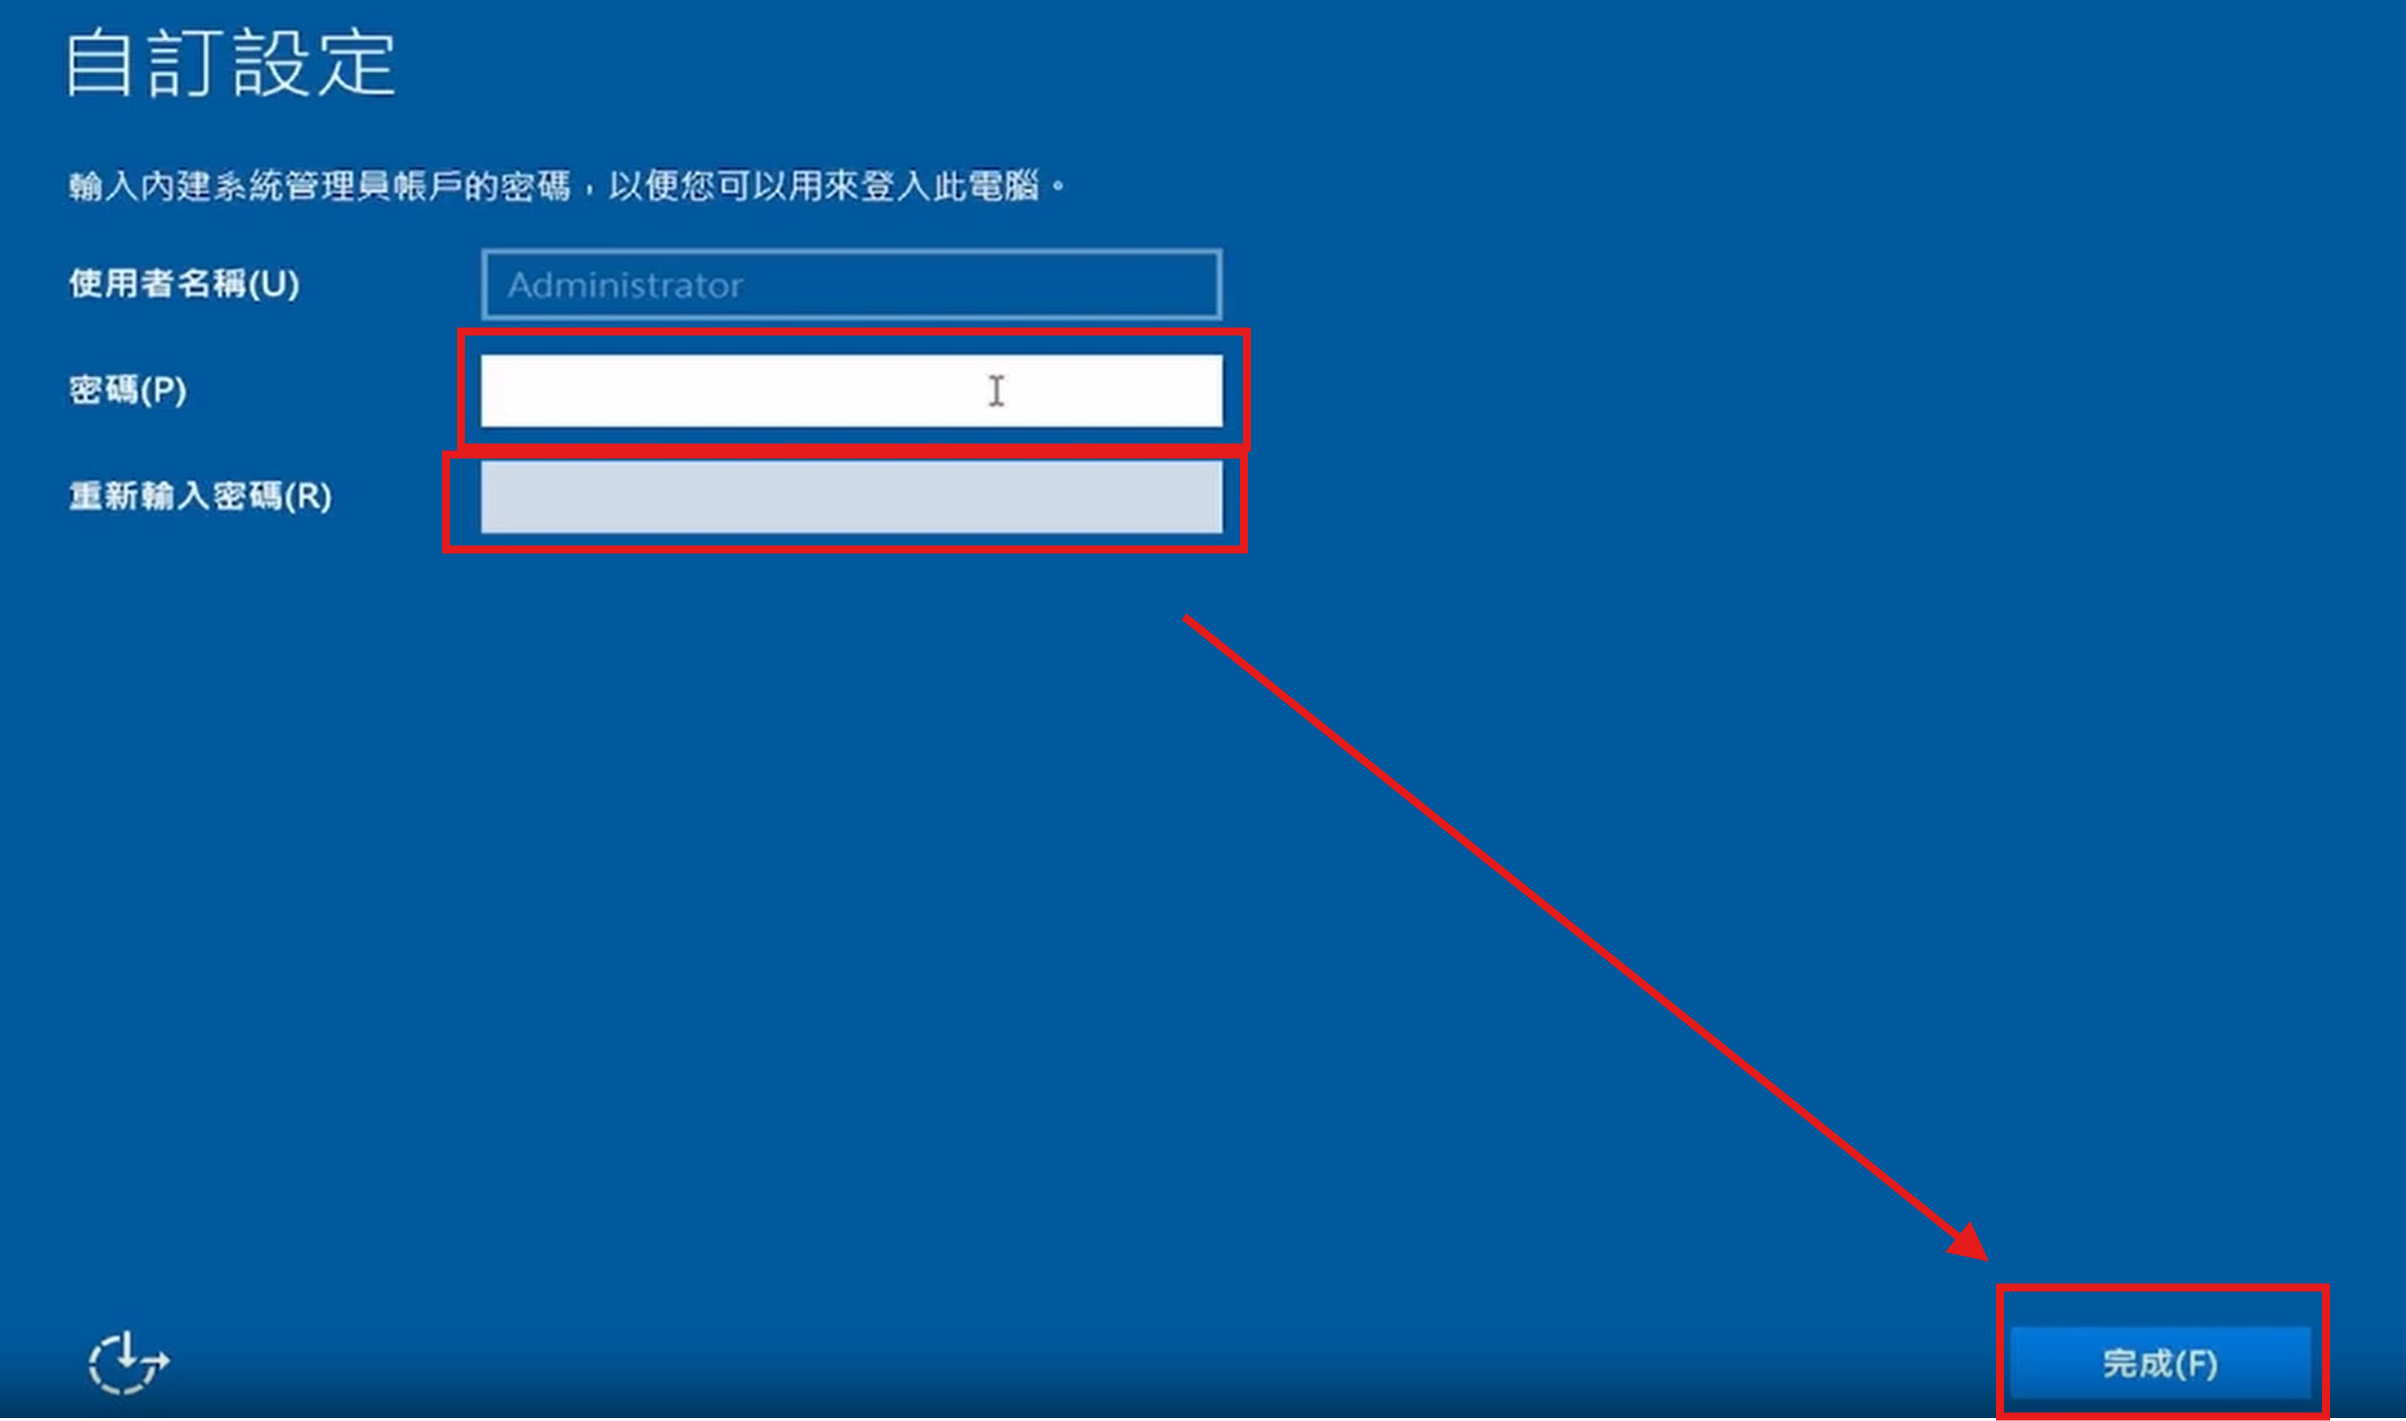 自訂設定
輸入內建系統管理員帳戶的密碼，以便您可以用來登入此電腦。
使用者名稱(U)
Administrator
密碼(P)
重新輸入密碼(R)
完成(F)